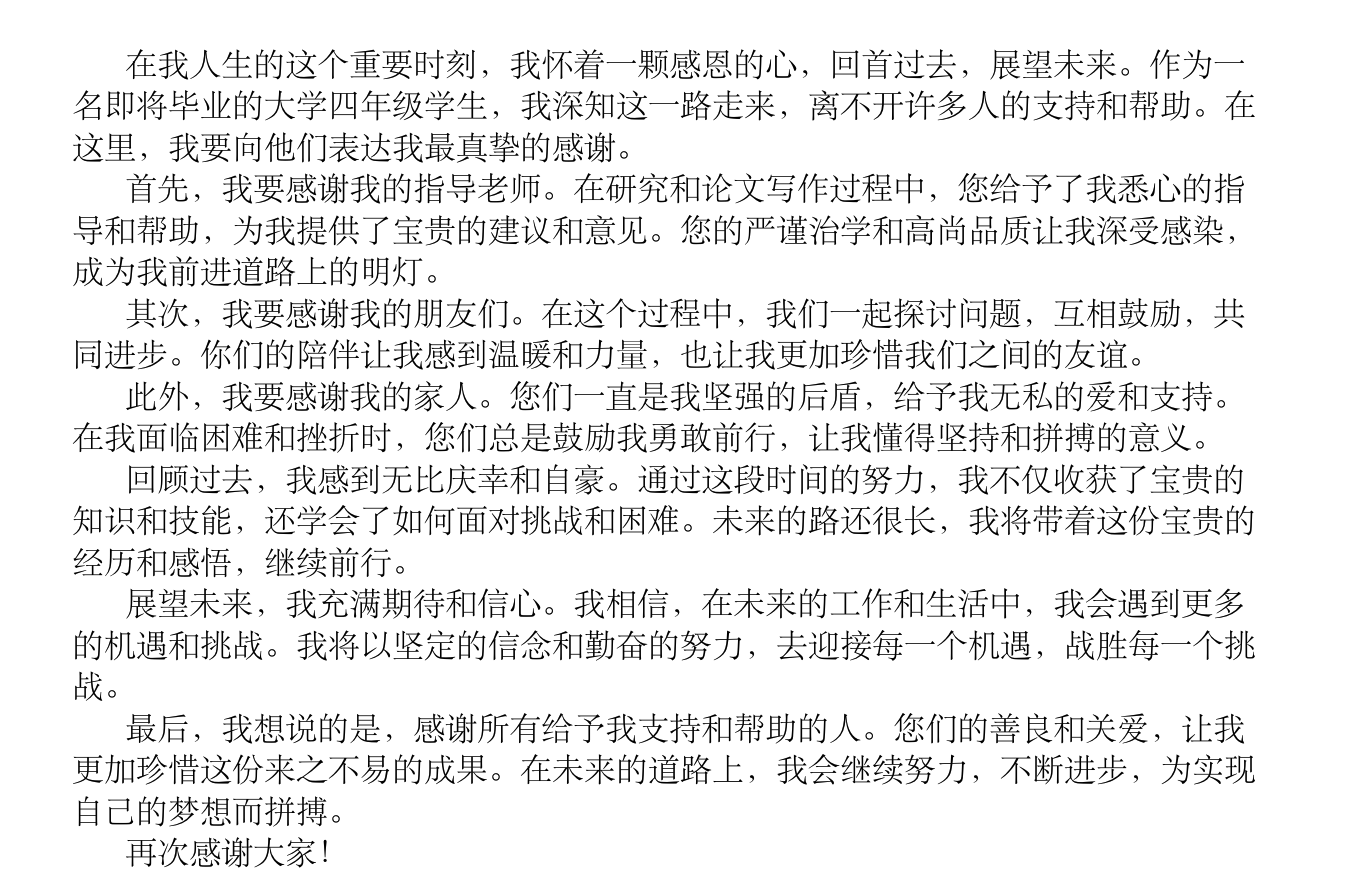 在我人生的这个重要时刻，我怀着一颗感恩的心，回首过去，展望未来。作为一
名即将毕业的大学四年级学生，我深知这一路走来，离不开许多人的支持和帮助。在
这里，我要向他们表达我最真挚的感谢。
首先，我要感谢我的指导老师。在研究和论文写作过程中，您给予了我悉心的指
导和帮助，为我提供了宝贵的建议和意见。您的严谨治学和高尚品质让我深受感染，
成为我前进道路上的明灯。
其次，我要感谢我的朋友们。在这个过程中，我们一起探讨问题，互相鼓励，共
同进步。你们的陪伴让我感到温暖和力量，也让我更加珍惜我们之间的友谊。
此外，我要感谢我的家人。您们一直是我坚强的后盾，给予我无私的爱和支持。
在我面临困难和挫折时，您们总是鼓励我勇敢前行，让我懂得坚持和拼搏的意义。
回顾过去，我感到无比庆幸和自豪。通过这段时间的努力，我不仅收获了宝贵的
知识和技能，还学会了如何面对挑战和困难。未来的路还很长，我将带着这份宝贵的
经历和感悟，继续前行。
展望未来，我充满期待和信心。我相信，在未来的工作和生活中，我会遇到更多
的机遇和挑战。我将以坚定的信念和勤奋的努力，去迎接每一个机遇，战胜每一个挑
战。
最后，我想说的是，感谢所有给予我支持和帮助的人。您们的善良和关爱，让我
更加珍惜这份来之不易的成果。在未来的道路上，我会继续努力，不断进步，为实现
自己的梦想而拼搏。
再次感谢大家！